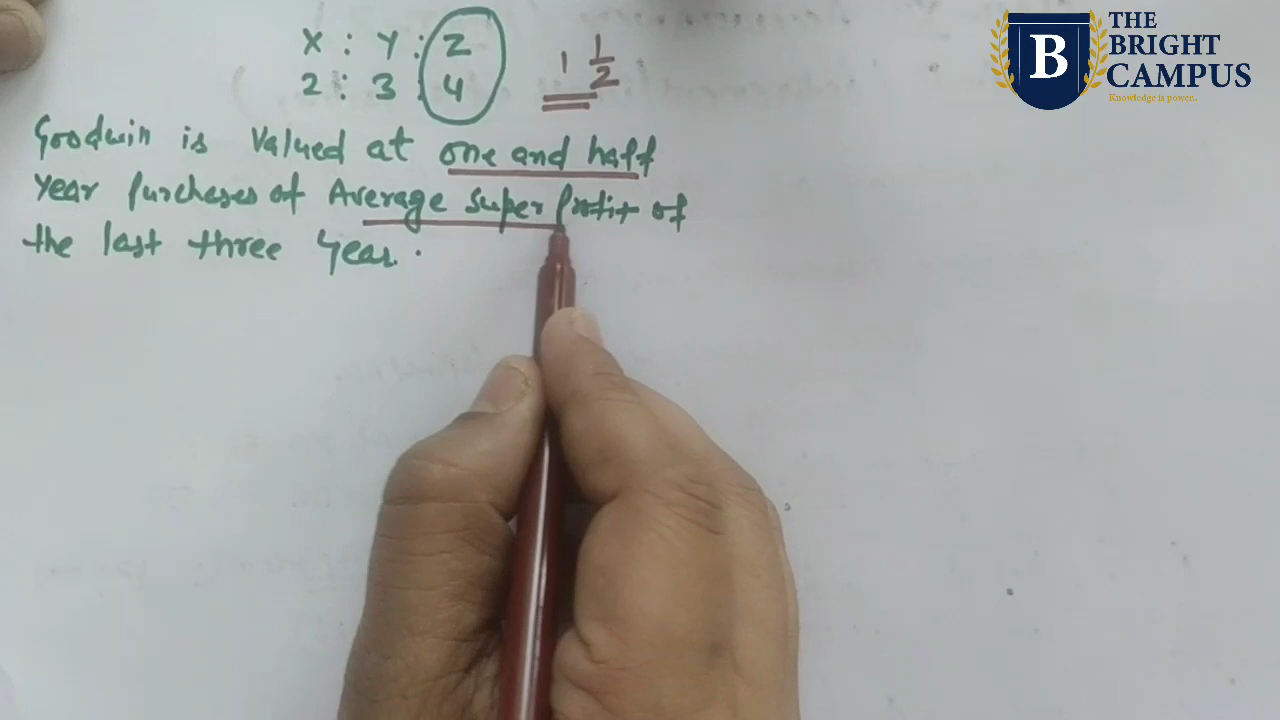 X : Y : Z
2 : 3 : 4
1 1/2
Goodwin is Valued at one and half
Year Purchases of Average Super Profit of
the last three Year.
B
THE
BRIGHT
CAMPUS
Knowledge is power.